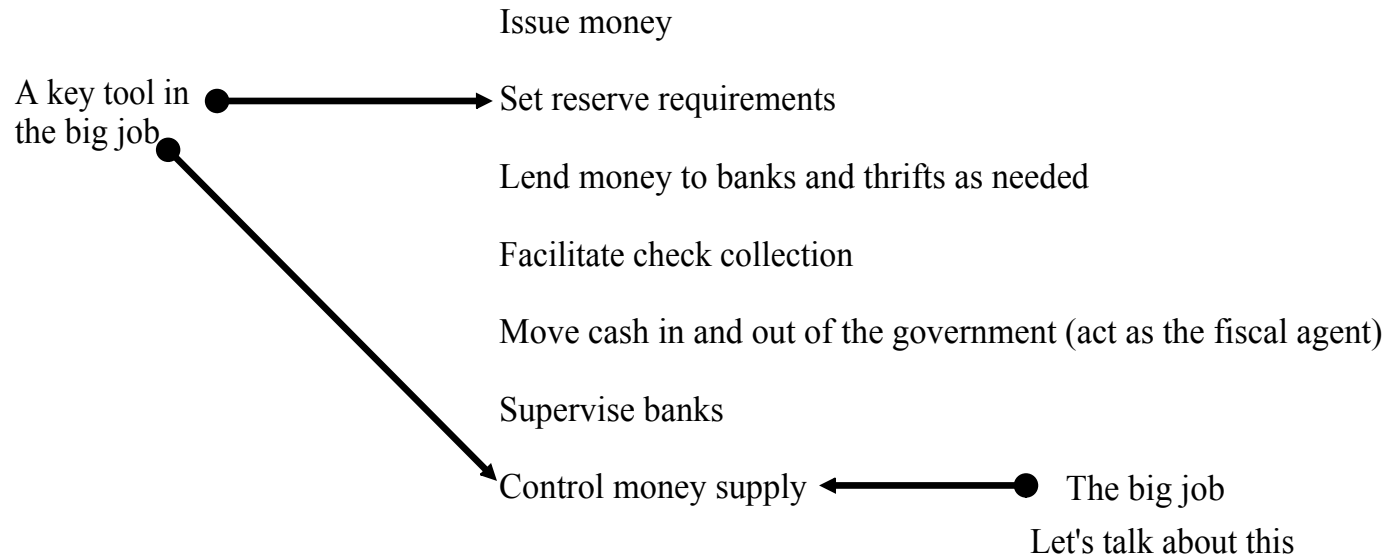 Issue money
A key tool in
the big job
Set reserve requirements
Lend money to banks and thrifts as needed
Facilitate check collection
Move cash in and out of the government (act as the fiscal agent)
Supervise banks
Control money supply
The big job
Let's talk about this